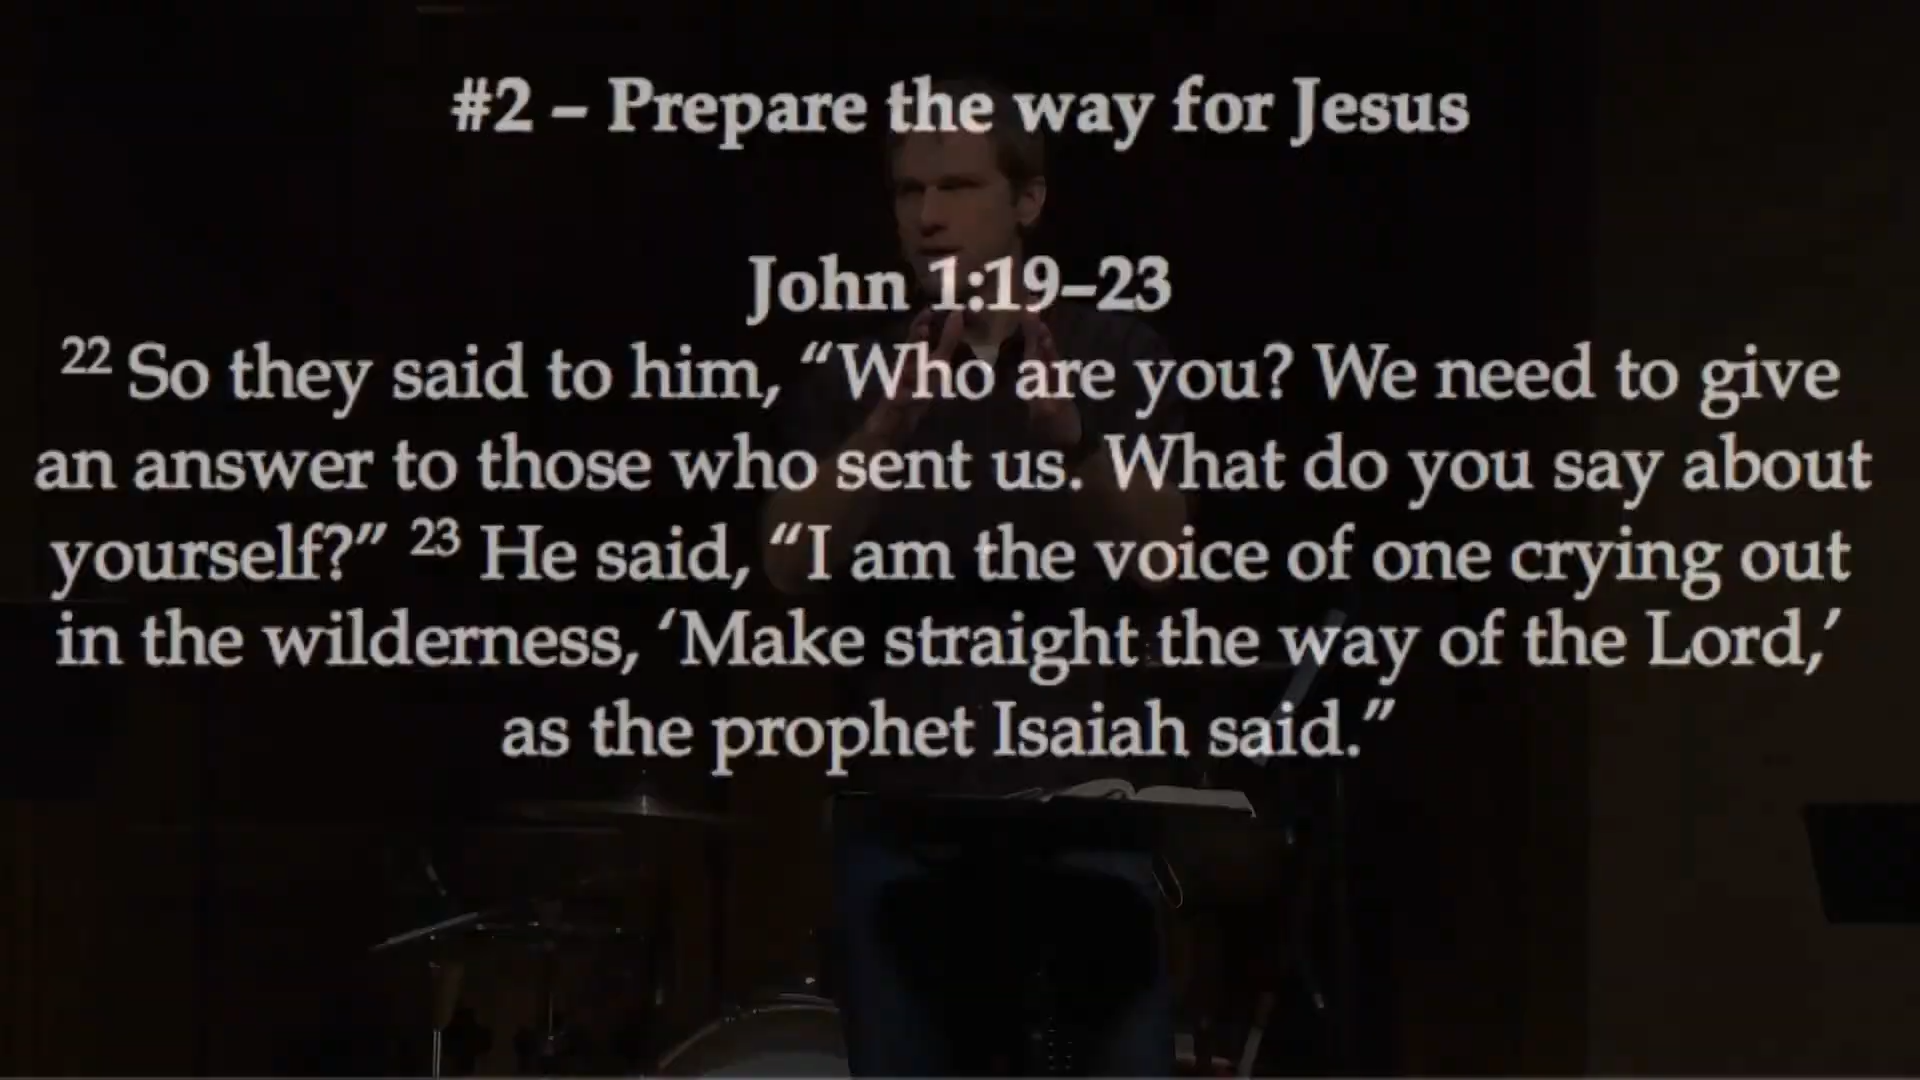 #2 – Prepare the way for Jesus
John 1:19–23
22 So they said to him, “Who are you? We need to give
an answer to those who sent us. What do you say about
yourself?” 23 He said, “I am the voice of one crying out
in the wilderness, ‘Make straight the way of the Lord,’
as the prophet Isaiah said.”